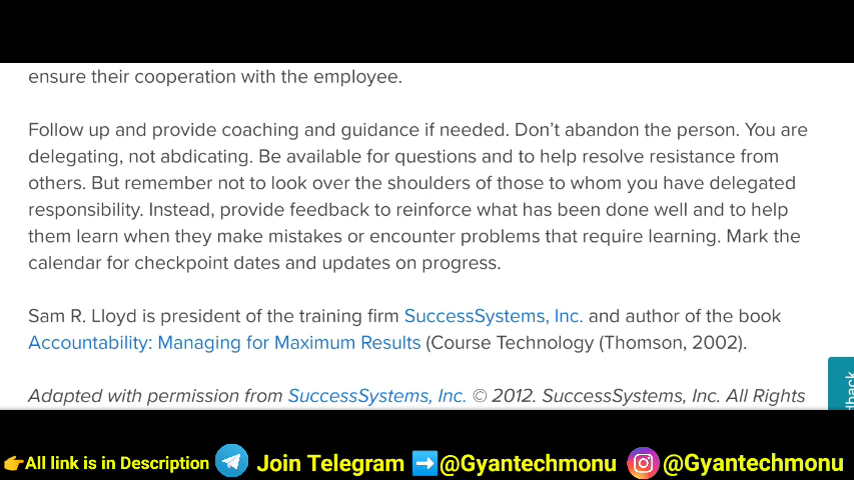 ensure their cooperation with the employee.
Follow up and provide coaching and guidance if needed. Don’t abandon the person. You are
delegating, not abdicating. Be available for questions and to help resolve resistance from
others. But remember not to look over the shoulders of those to whom you have delegated
responsibility. Instead, provide feedback to reinforce what has been done well and to help
them learn when they make mistakes or encounter problems that require learning. Mark the
calendar for checkpoint dates and updates on progress.
Sam R. Lloyd is president of the training firm SuccessSystems, Inc. and author of the book
Accountability: Managing for Maximum Results (Course Technology (Thomson, 2002).
Adapted with permission from SuccessSystems, Inc. © 2012. SuccessSystems, Inc. All Rights
All link is in Description Join Telegram @Gyantechmonu @Gyantechmonu